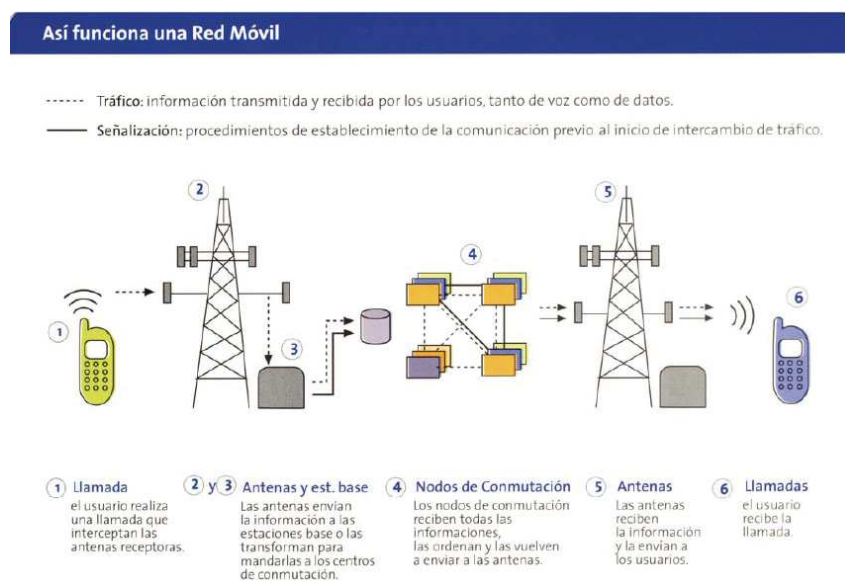 Así funciona una Red Móvil
Tráfico: información transmitida y recibida por los usuarios, tanto de voz como de datos.
Señalización: procedimientos de establecimiento de la comunicación previo al inicio de intercambio de tráfico.
2
5
4
6
1
3
1 Llamada
el usuario realiza
una llamada que
interceptan las
antenas receptoras.
2 y 3 Antenas y est. base
Las antenas envían
la información a las
estaciones base o las
transforman para
mandarlas a los centros
de conmutación.
4 Nodos de Conmutación
Los nodos de conmutación
reciben todas las
informaciones,
las ordenan y las vuelven
a enviar a las antenas.
5 Antenas
Las antenas
reciben
la información
y la envían a
los usuarios.
6 Llamadas
el usuario
recibe la
llamada.